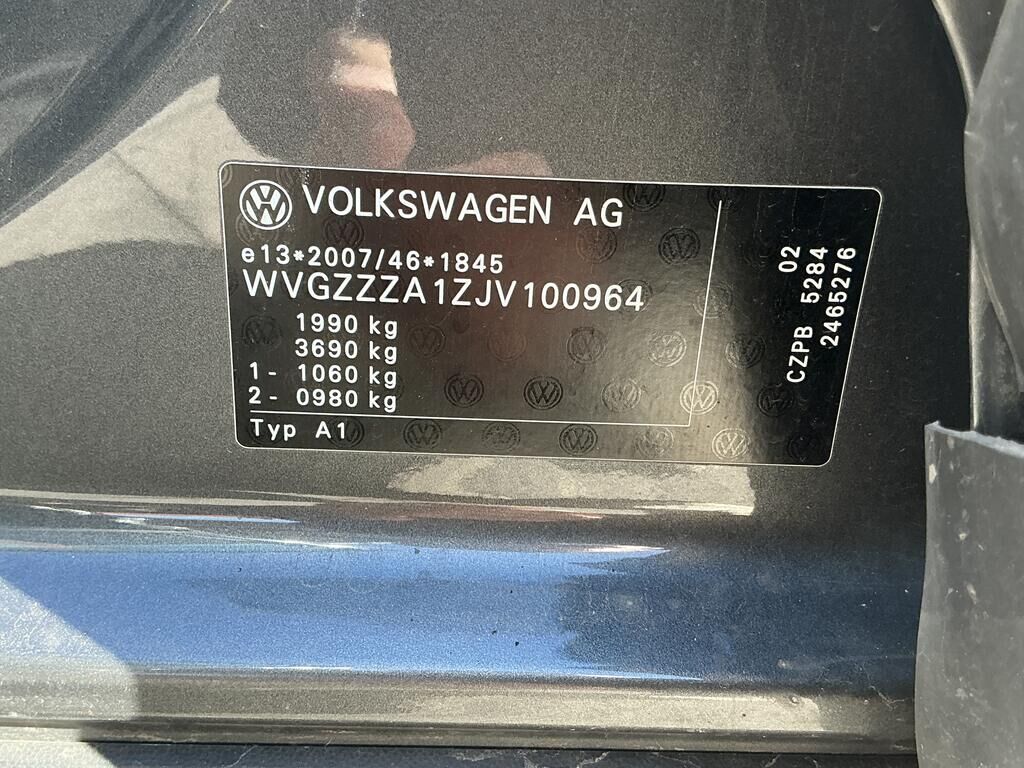 VOLKSWAGEN AG
e13*2007/46*1845
WVGZZZA1ZJV100964
1990 kg
3690 kg
1- 1060 kg
2- 0980 kg
Typ A1
02
CZPB 5284
2465276